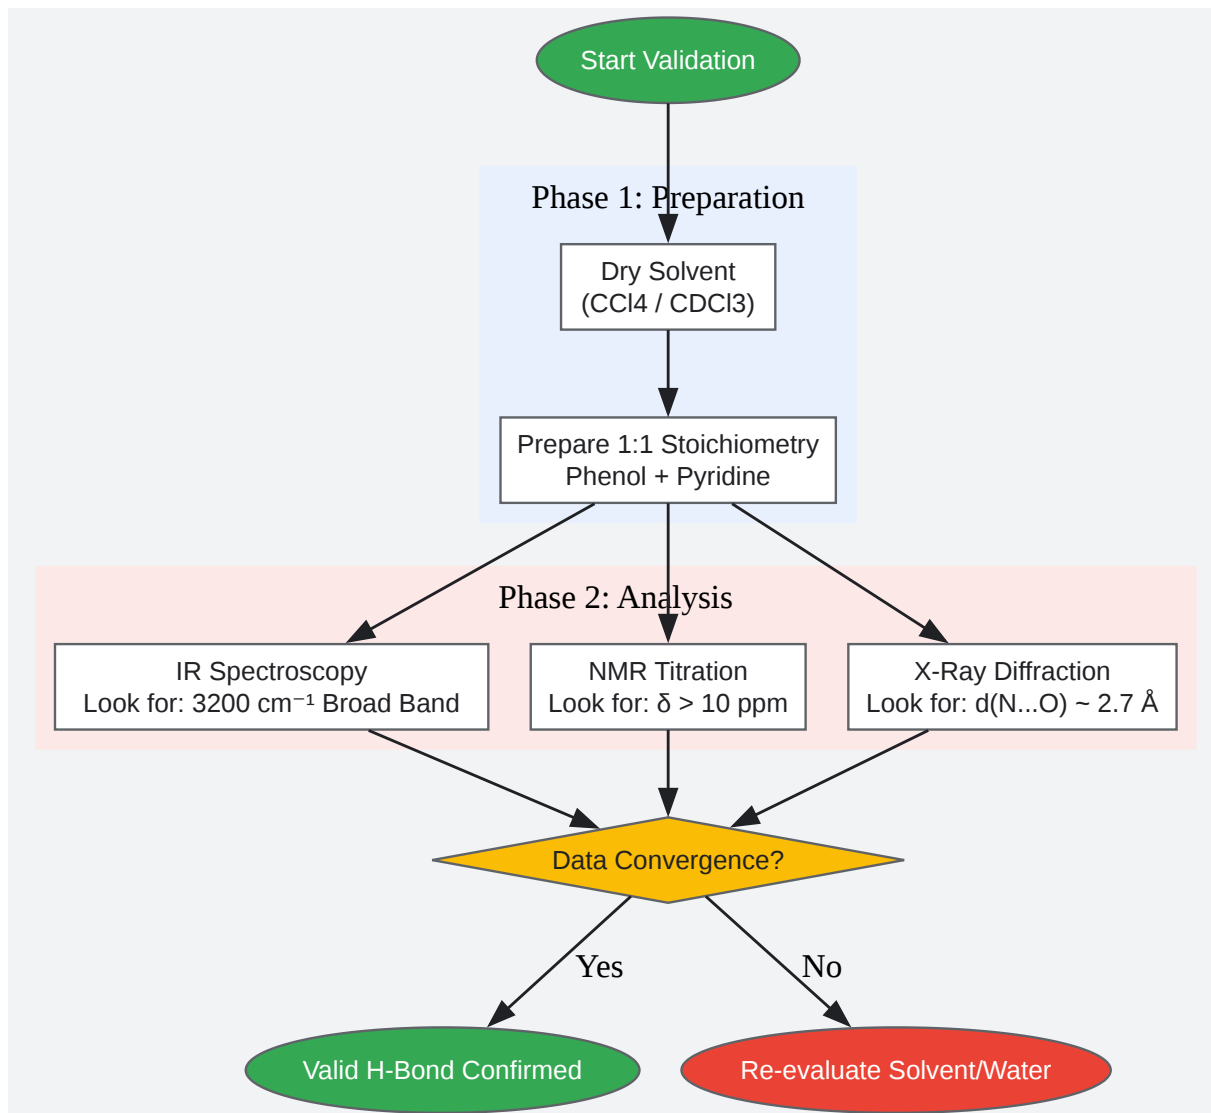 Start Validation
Phase 1: Preparation
Dry Solvent
(CCl4 / CDCl3)
Prepare 1:1 Stoichiometry
Phenol + Pyridine
Phase 2: Analysis
IR Spectroscopy
Look for: 3200 cm⁻¹ Broad Band
NMR Titration
Look for: δ > 10 ppm
X-Ray Diffraction
Look for: d(N...O) ~ 2.7 Å
Data Convergence?
Yes
No
Valid H-Bond Confirmed
Re-evaluate Solvent/Water